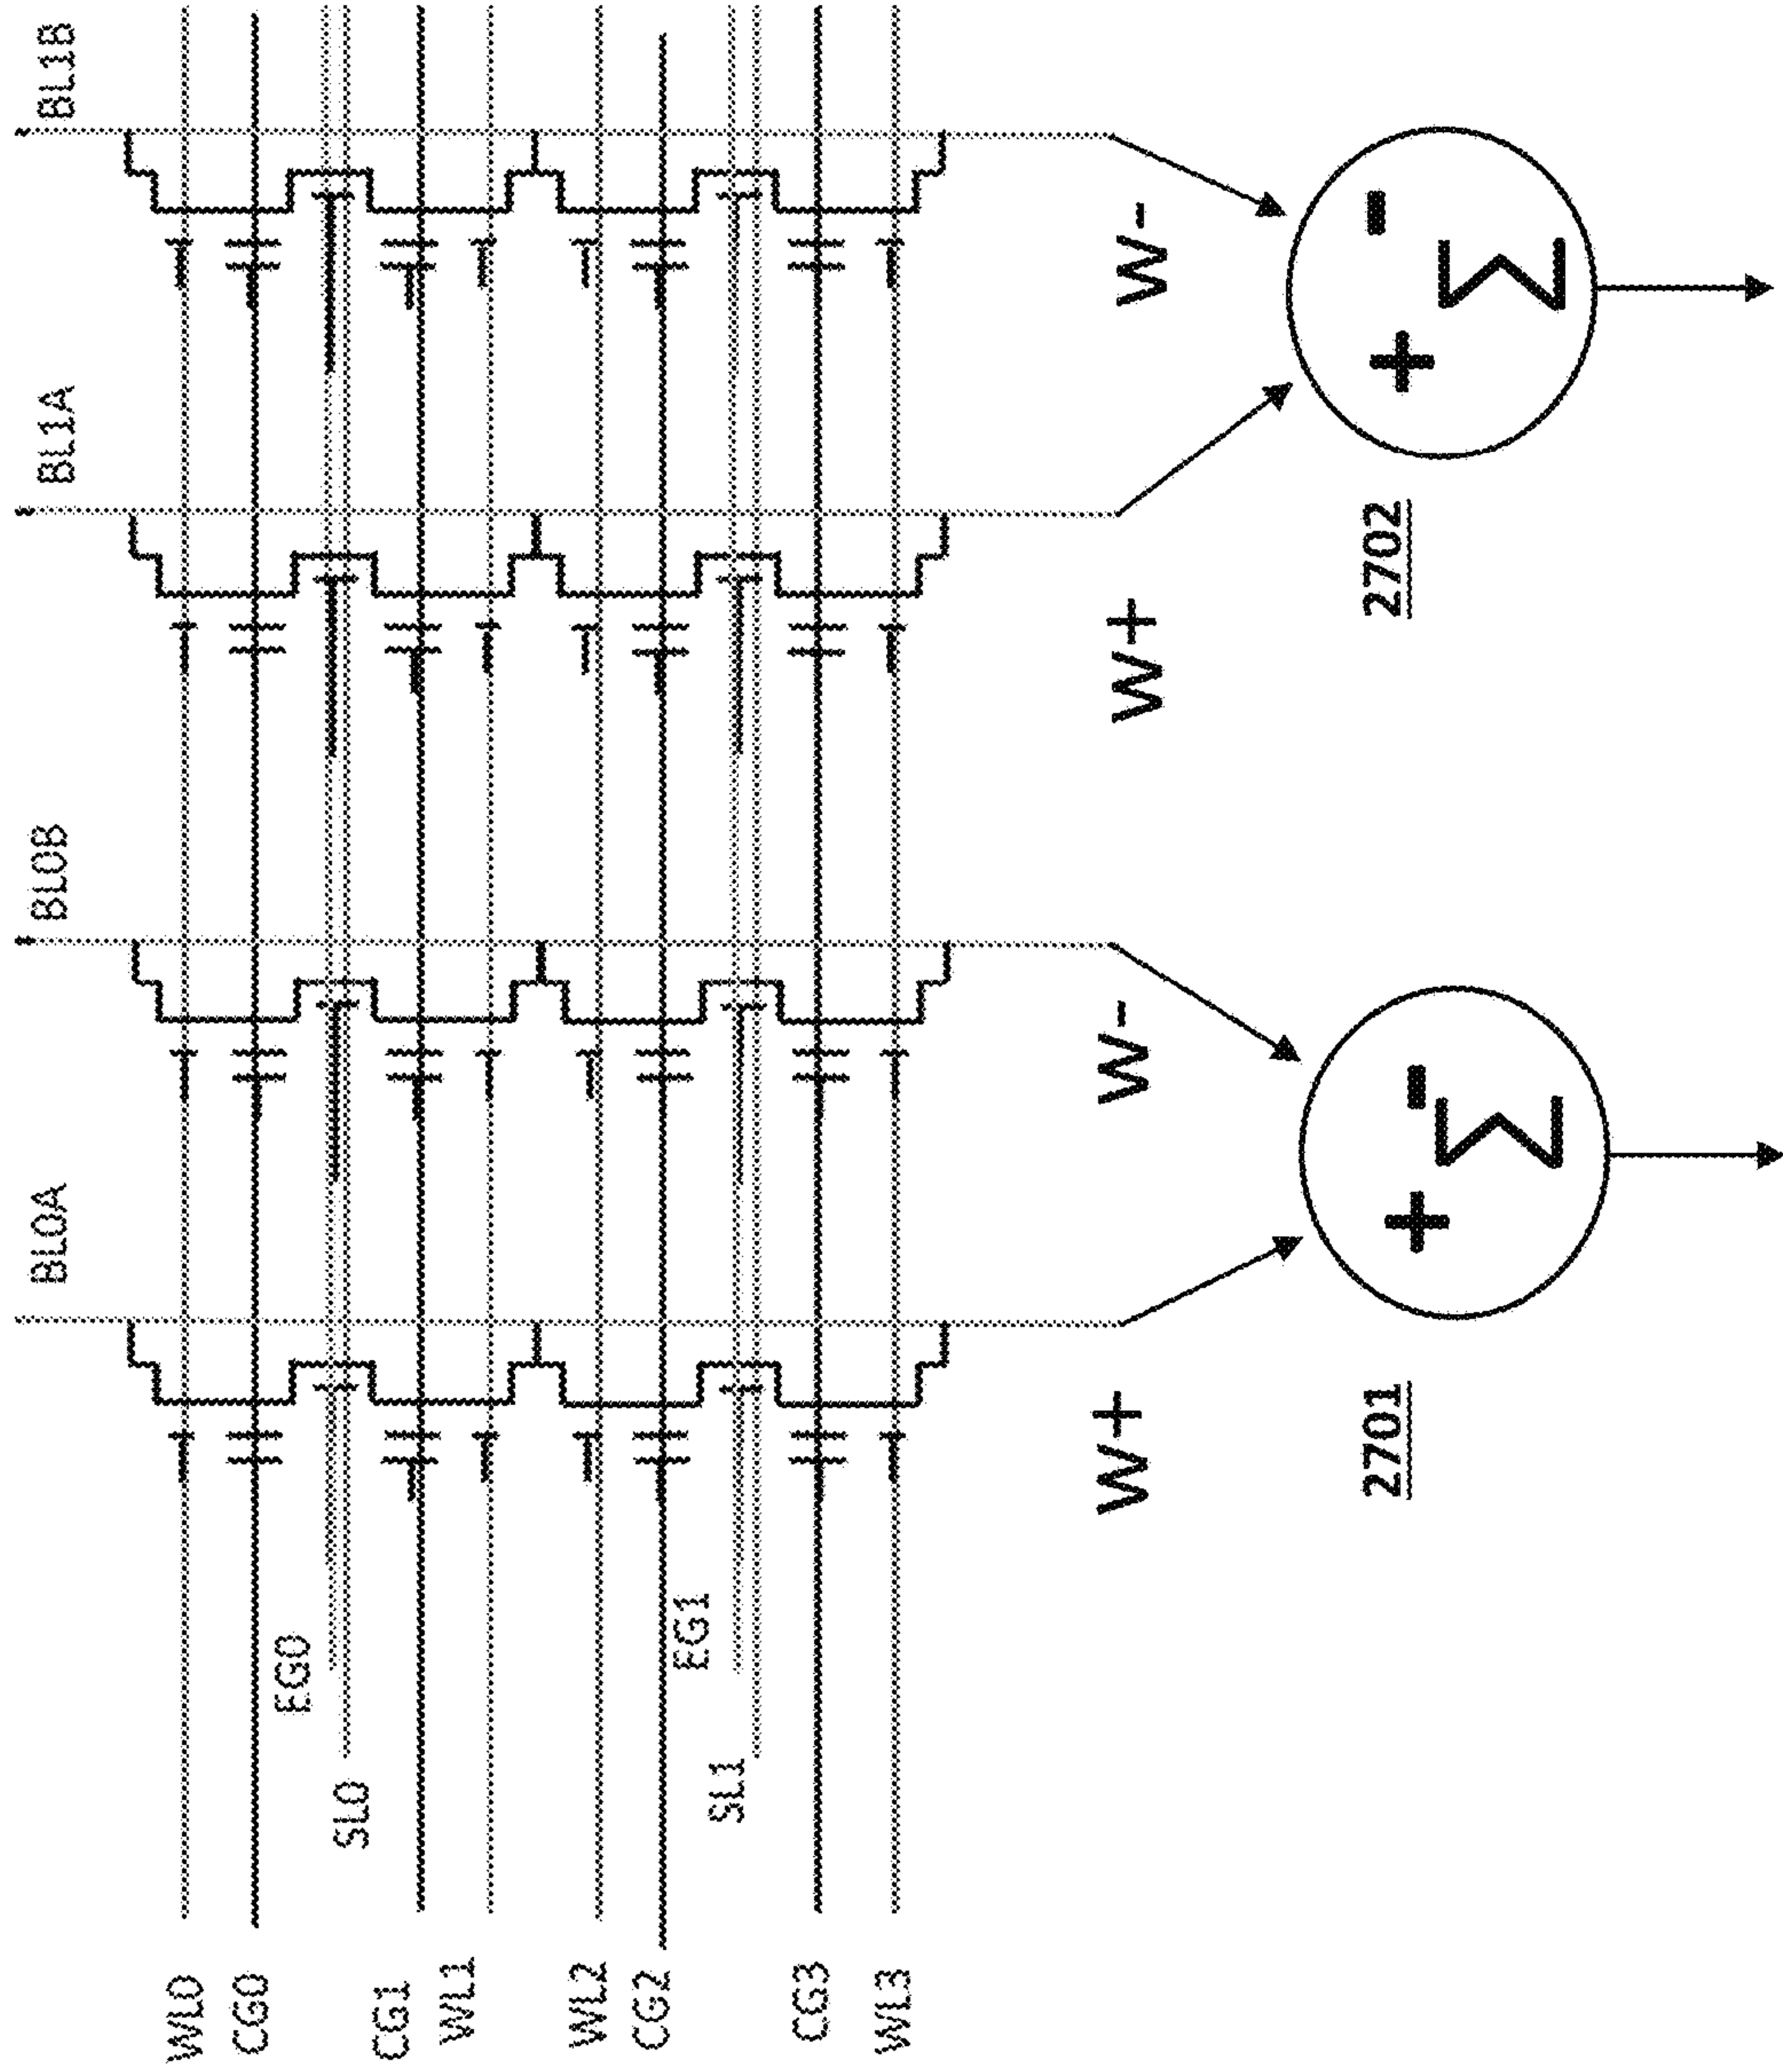 BL0A BL0B BL1A BL1B
WL0
CG0
EG0
SL0
CG1
WL1
WL2
CG2
EG1
SL1
CG3
WL3
W+ W- W+ W-
2701 + - 2702 + -
Σ Σ